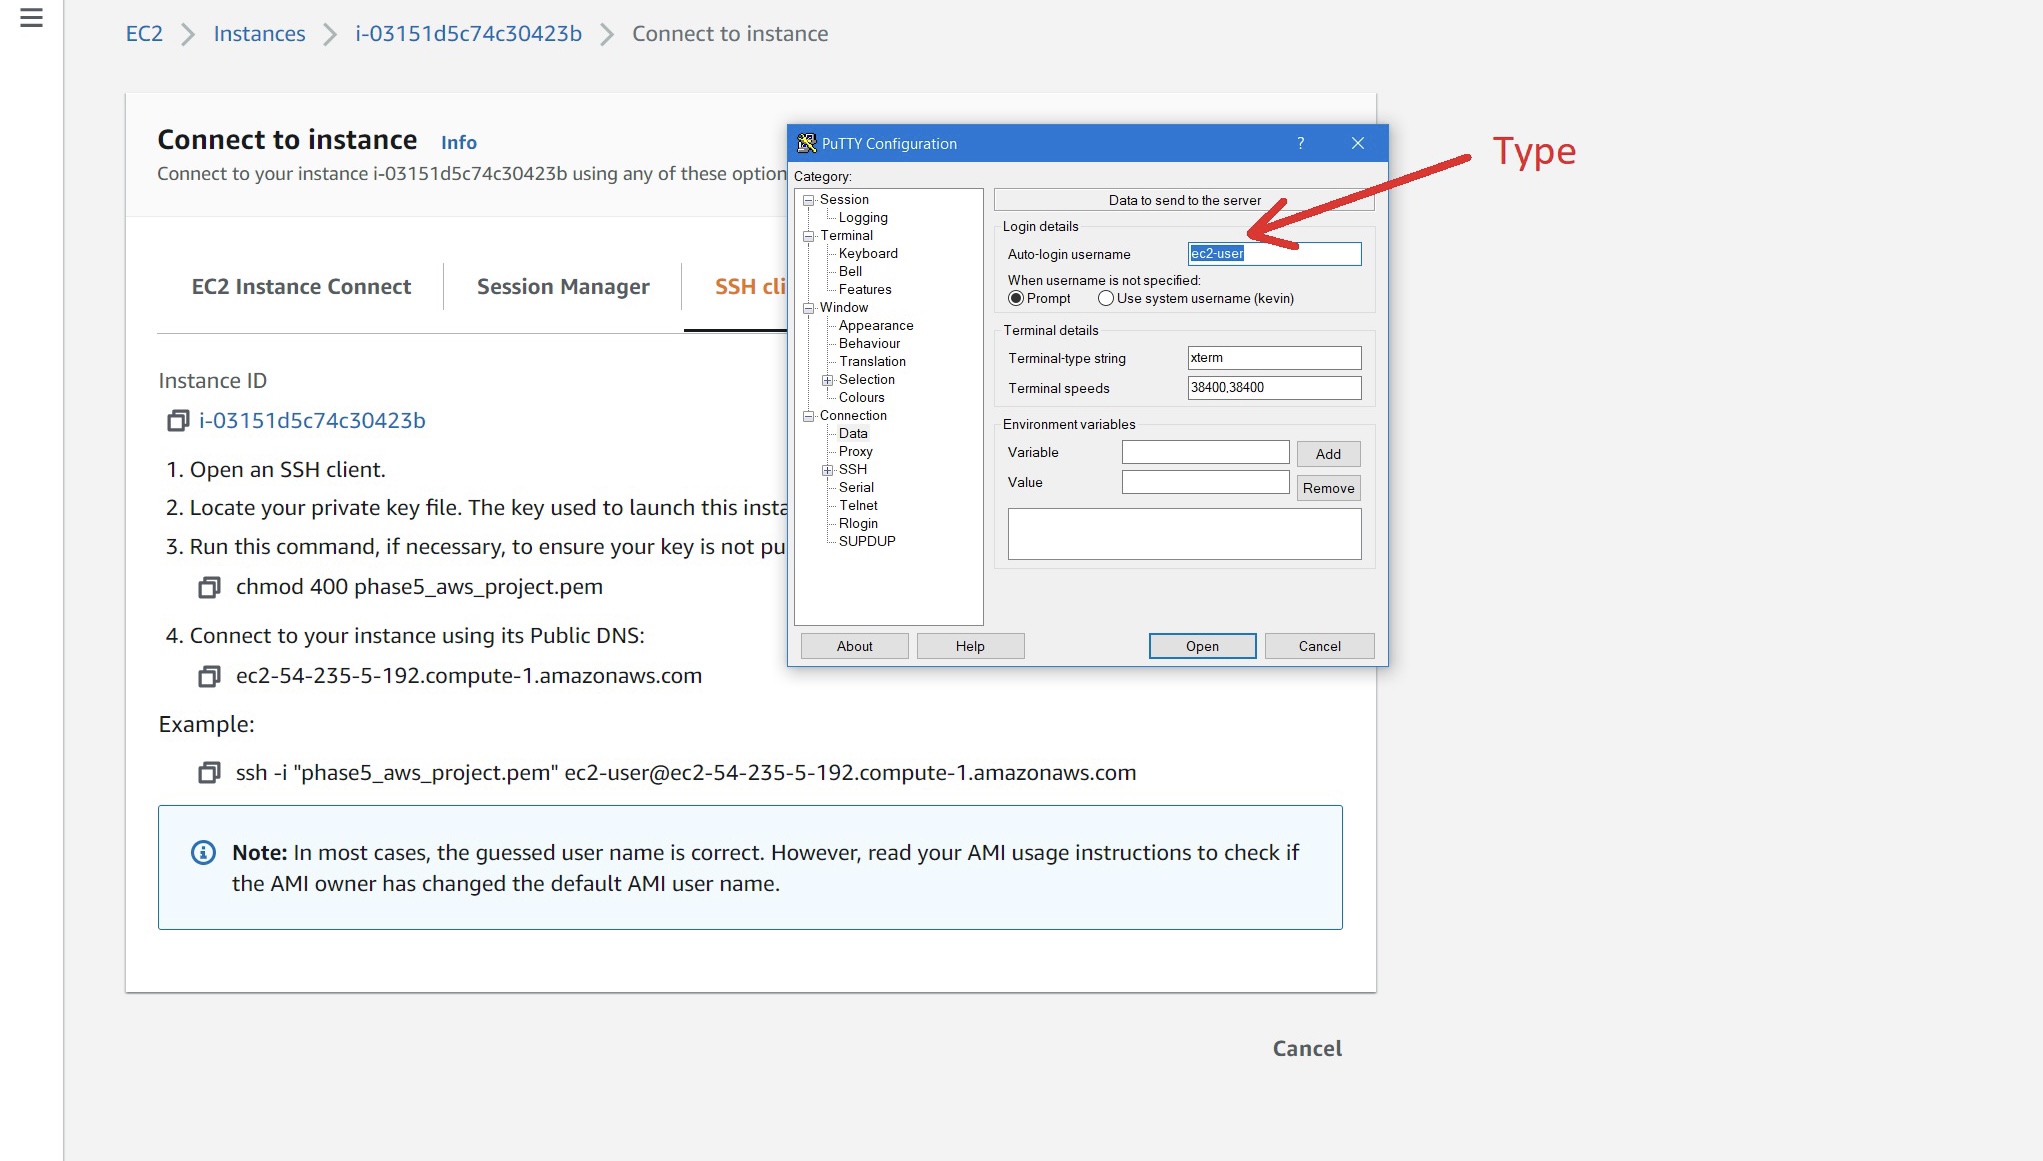 EC2 Instances i-03151d5c74c30423b Connect to instance
Connect to instance Info
Connect to your instance i-03151d5c74c30423b using any of these option
EC2 Instance Connect Session Manager SSH cli
Instance ID
i-03151d5c74c30423b
1. Open an SSH client.
2. Locate your private key file. The key used to launch this insta
3. Run this command, if necessary, to ensure your key is not pu
chmod 400 phase5_aws_project.pem
4. Connect to your instance using its Public DNS:
ec2-54-235-5-192.compute-1.amazonaws.com
Example:
ssh -i "phase5_aws_project.pem" ec2-user@ec2-54-235-5-192.compute-1.amazonaws.com
Note: In most cases, the guessed user name is correct. However, read your AMI usage instructions to check if
the AMI owner has changed the default AMI user name.
Cancel
PuTTY Configuration ?
Category:
Session
Logging
Terminal
Keyboard
Bell
Features
Window
Appearance
Behaviour
Translation
Selection
Colours
Connection
Data
Proxy
SSH
Serial
Telnet
Rlogin
SUPDUP
Data to send to the server
Login details
Auto-login username ec2-user
When username is not specified:
Prompt Use system username (kevin)
Terminal details
Terminal-type string xterm
Terminal speeds 38400,38400
Environment variables
Variable Add
Value Remove
About Help Open Cancel
Type